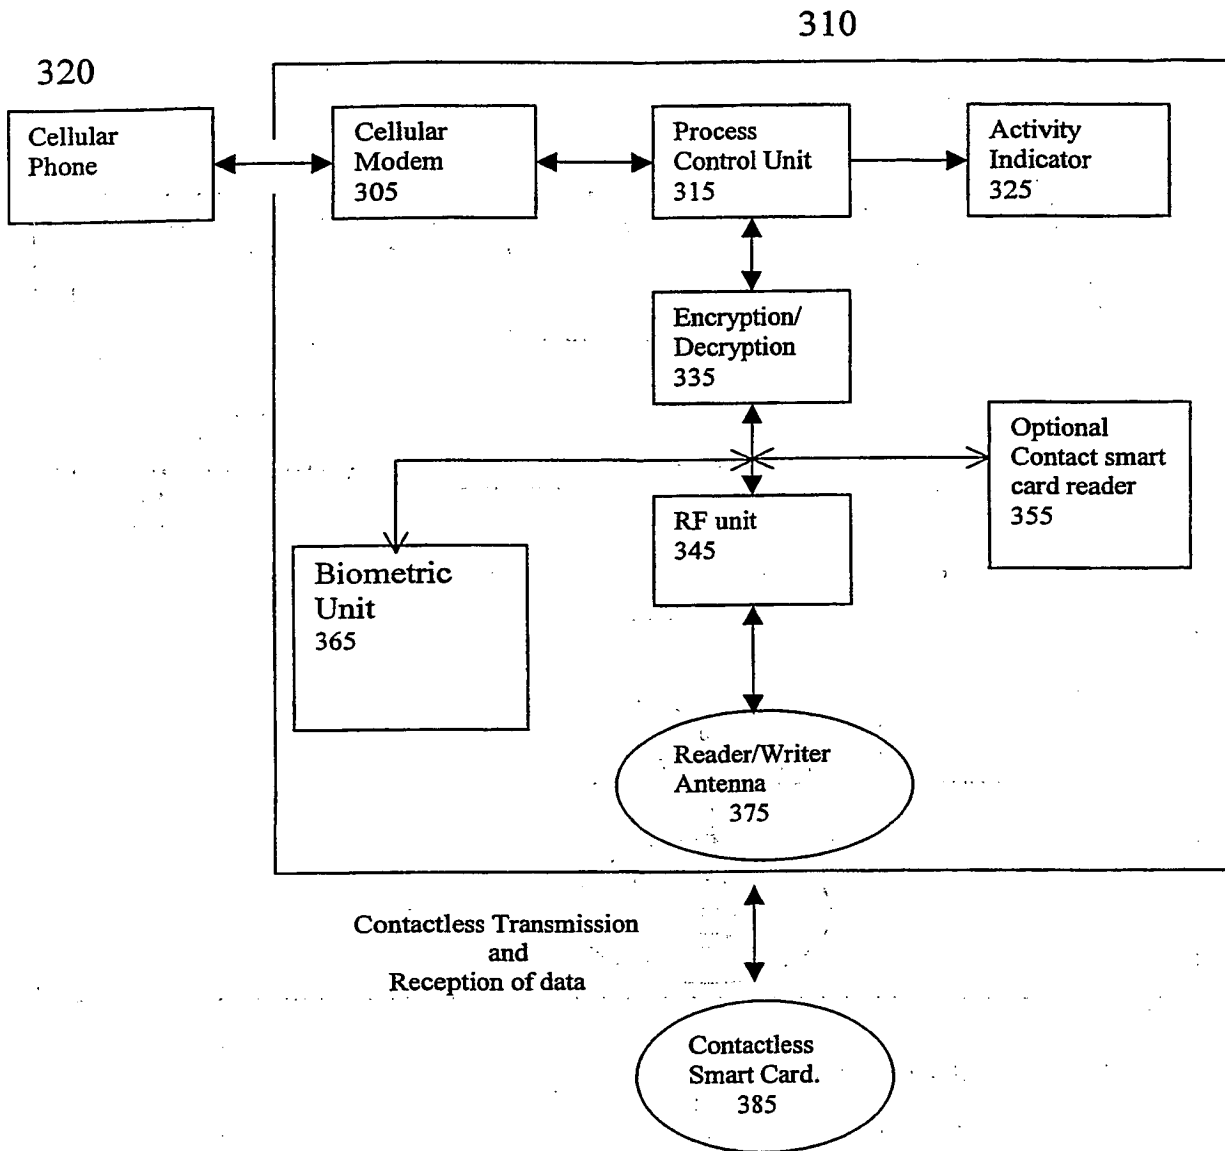 310
320
Cellular
Phone
Cellular
Modem
305
Process
Control Unit
315
Activity
Indicator
325
Encryption/
Decryption
335
Optional
Contact smart
card reader
355
RF unit
345
Biometric
Unit
365
Reader/Writer
Antenna
375
Contactless Transmission
and
Reception of data
Contactless
Smart Card.
385